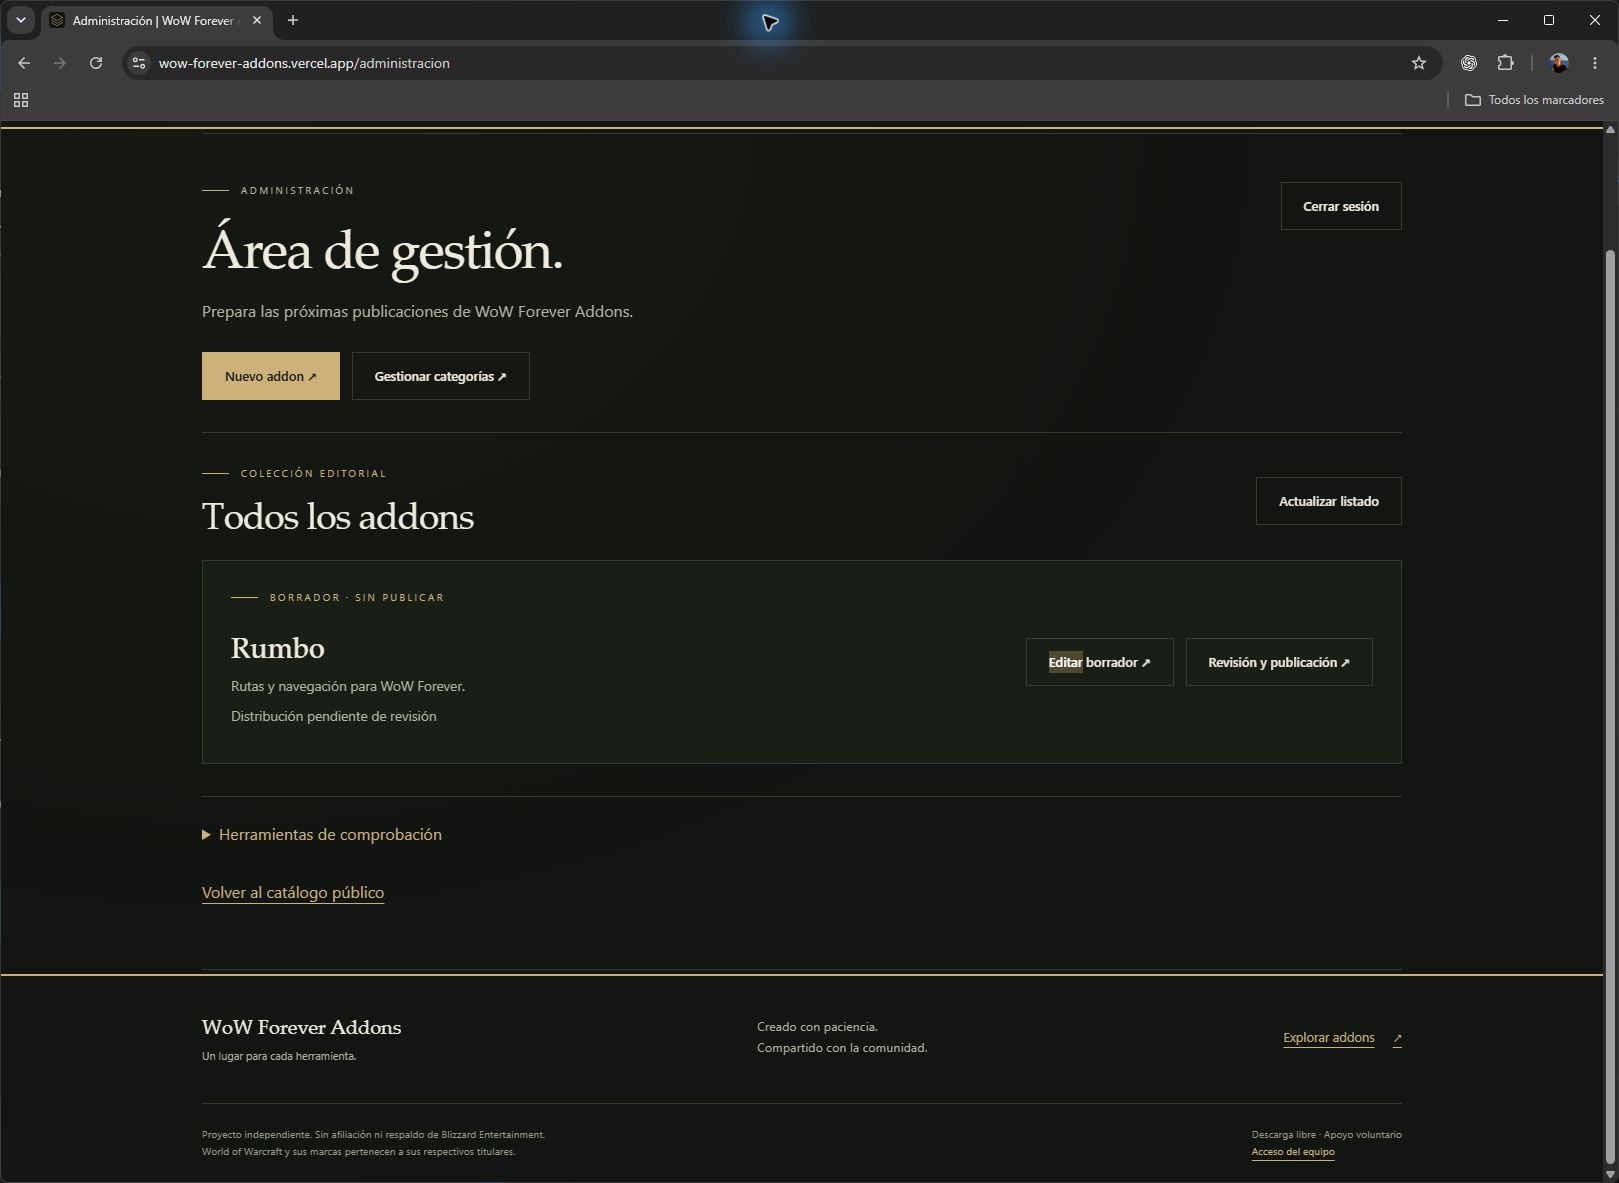 Administración | WoW Forever A
wow-forever-addons.vercel.app/administracion
Todos los marcadores
ADMINISTRACIÓN
Cerrar sesión
Área de gestión.
Prepara las próximas publicaciones de WoW Forever Addons.
Nuevo addon ↗
Gestionar categorías ↗
COLECCIÓN EDITORIAL
Todos los addons
Actualizar listado
BORRADOR · SIN PUBLICAR
Rumbo
Editar borrador ↗
Revisión y publicación ↗
Rutas y navegación para WoW Forever.
Distribución pendiente de revisión
Herramientas de comprobación
Volver al catálogo público
WoW Forever Addons
Un lugar para cada herramienta.
Creado con paciencia.
Compartido con la comunidad.
Explorar addons ↗
Proyecto independiente. Sin afiliación ni respaldo de Blizzard Entertainment.
World of Warcraft y sus marcas pertenecen a sus respectivos titulares.
Descarga libre · Apoyo voluntario
Acceso del equipo